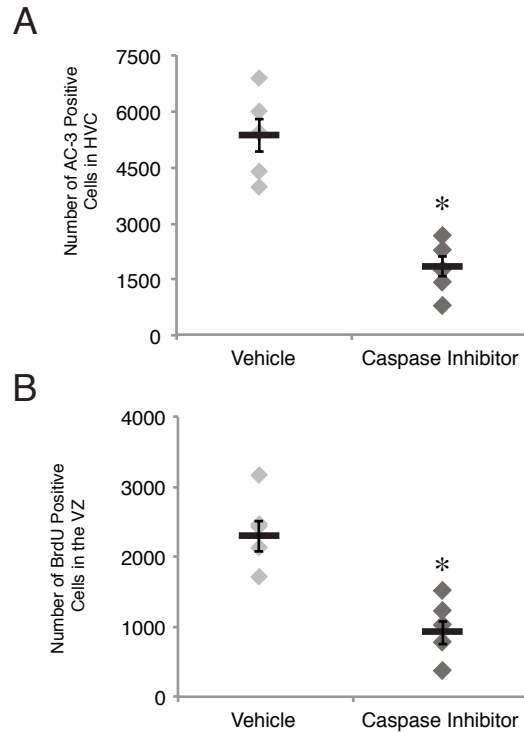 A
Number of AC-3 Positive
Cells in HVC
7500
6000
4500
3000
1500
0
*
Vehicle
Caspase Inhibitor
B
Number of BrdU Positive
Cells in the VZ
4000
3000
2000
1000
0
*
Vehicle
Caspase Inhibitor